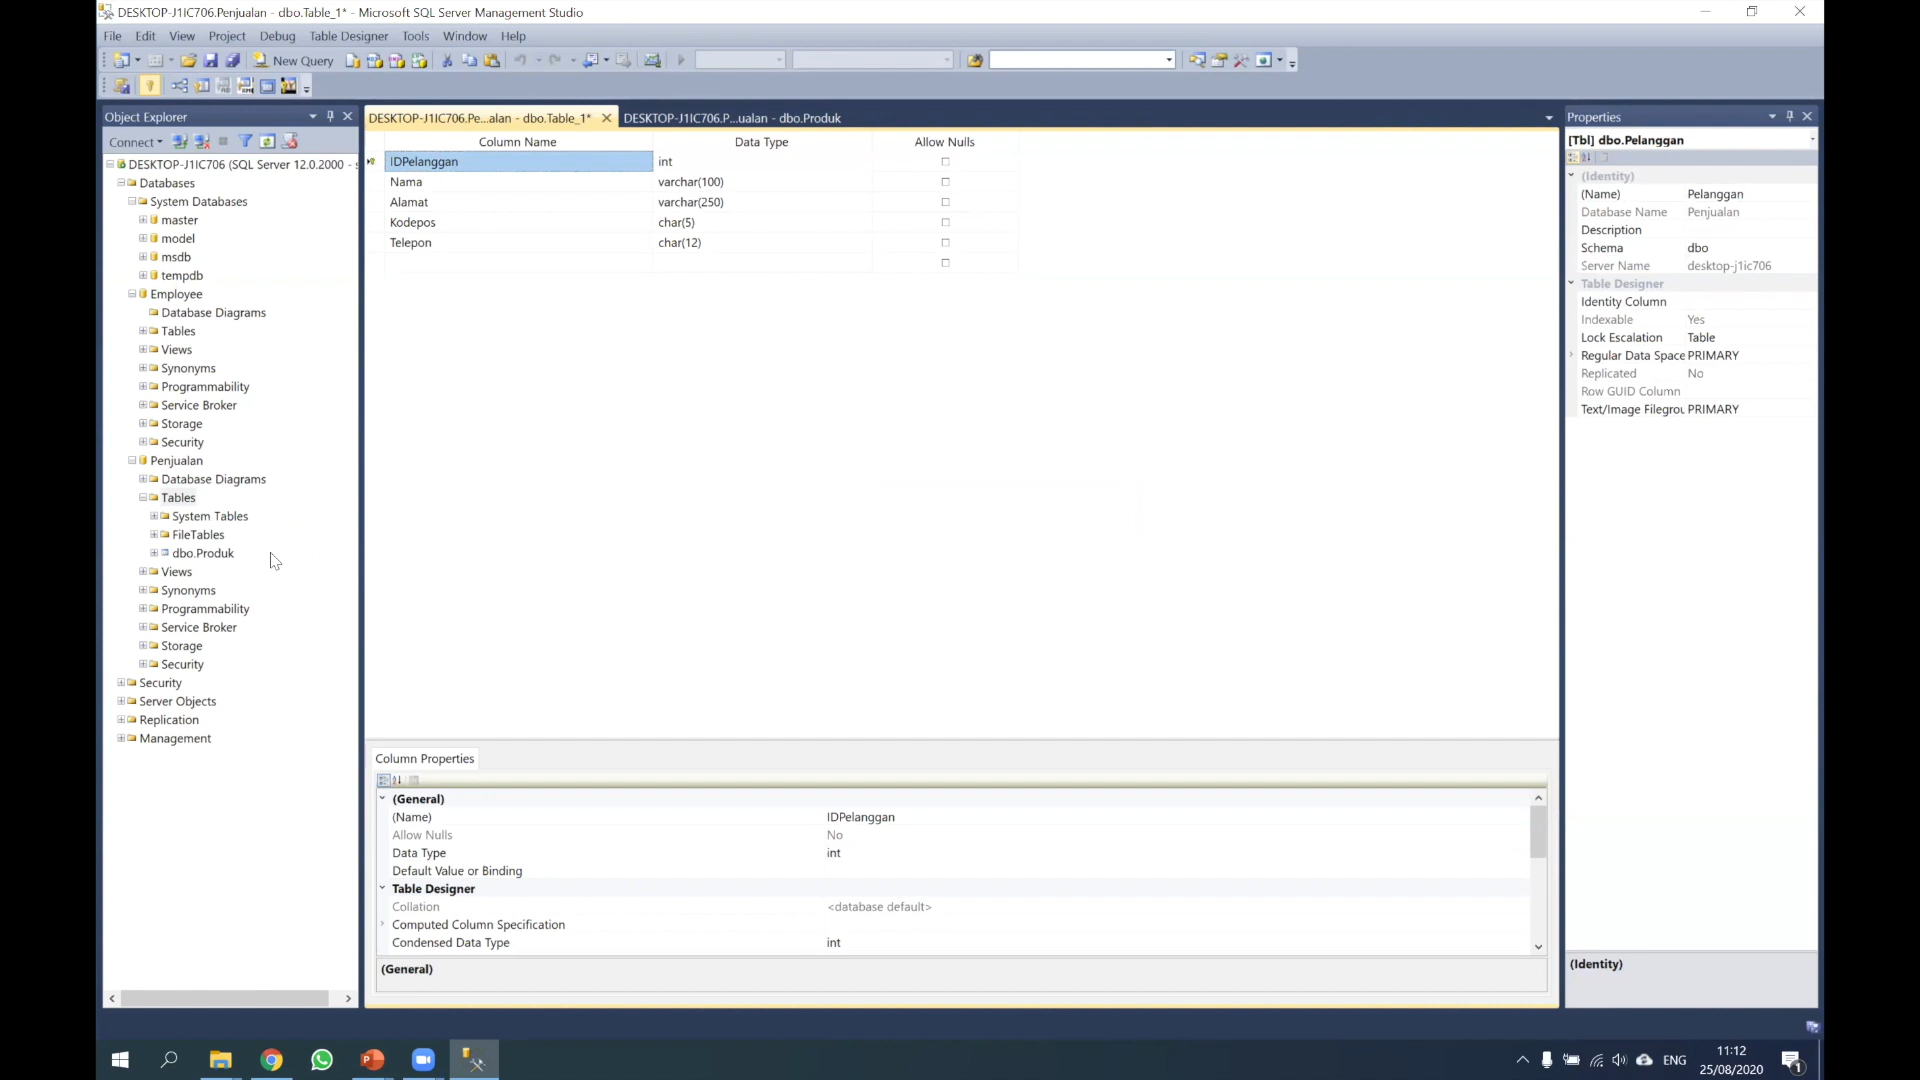 DESKTOP-J1IC706.Penjualan - dbo.Table_1* - Microsoft SQL Server Management Studio
File Edit View Project Debug Table Designer Tools Window Help
New Query
Object Explorer
Connect
DESKTOP-J1IC706 (SQL Server 12.0.2000 - s
Databases
System Databases
master
model
msdb
tempdb
Employee
Database Diagrams
Tables
Views
Synonyms
Programmability
Service Broker
Storage
Security
Penjualan
Database Diagrams
Tables
System Tables
FileTables
dbo.Produk
Views
Synonyms
Programmability
Service Broker
Storage
Security
Security
Server Objects
Replication
Management
DESKTOP-J1IC706.Pe...alan - dbo.Table_1* DESKTOP-J1IC706.P...ualan - dbo.Produk
Column Name Data Type Allow Nulls
IDPelanggan int
Nama varchar(100)
Alamat varchar(250)
Kodepos char(5)
Telepon char(12)
Column Properties
(General)
(Name) IDPelanggan
Allow Nulls No
Data Type int
Default Value or Binding
Table Designer
Collation <database default>
Computed Column Specification
Condensed Data Type int
(General)
Properties
[Tbl] dbo.Pelanggan
(Identity)
(Name) Pelanggan
Database Name Penjualan
Description
Schema dbo
Server Name desktop-j1ic706
Table Designer
Identity Column
Indexable Yes
Lock Escalation Table
Regular Data Space PRIMARY
Replicated No
Row GUID Column
Text/Image Filegrou PRIMARY
(Identity)
ENG
11:12
25/08/2020
1